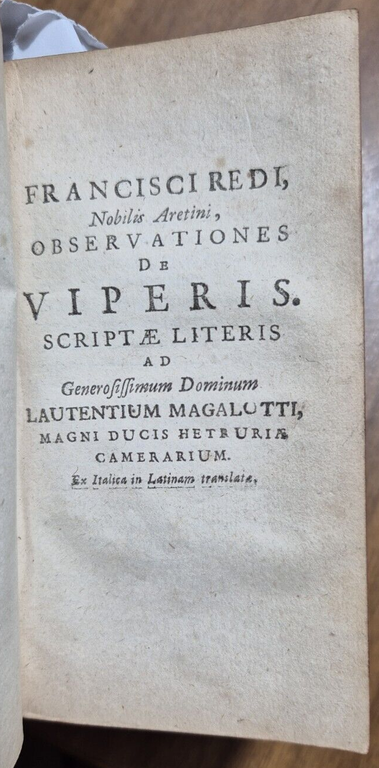 FRANCISCI REDI,
Nobilis Aretini,
OBSERVATIONES
DE
VIPERIS.
SCRIPTÆ LITERIS
AD
Generosissimum Dominum
LAUTENTIUM MAGALOTTI,
MAGNI DUCIS HETRURIÆ
CAMERARIUM.
Ex Italica in Latinam translatæ,